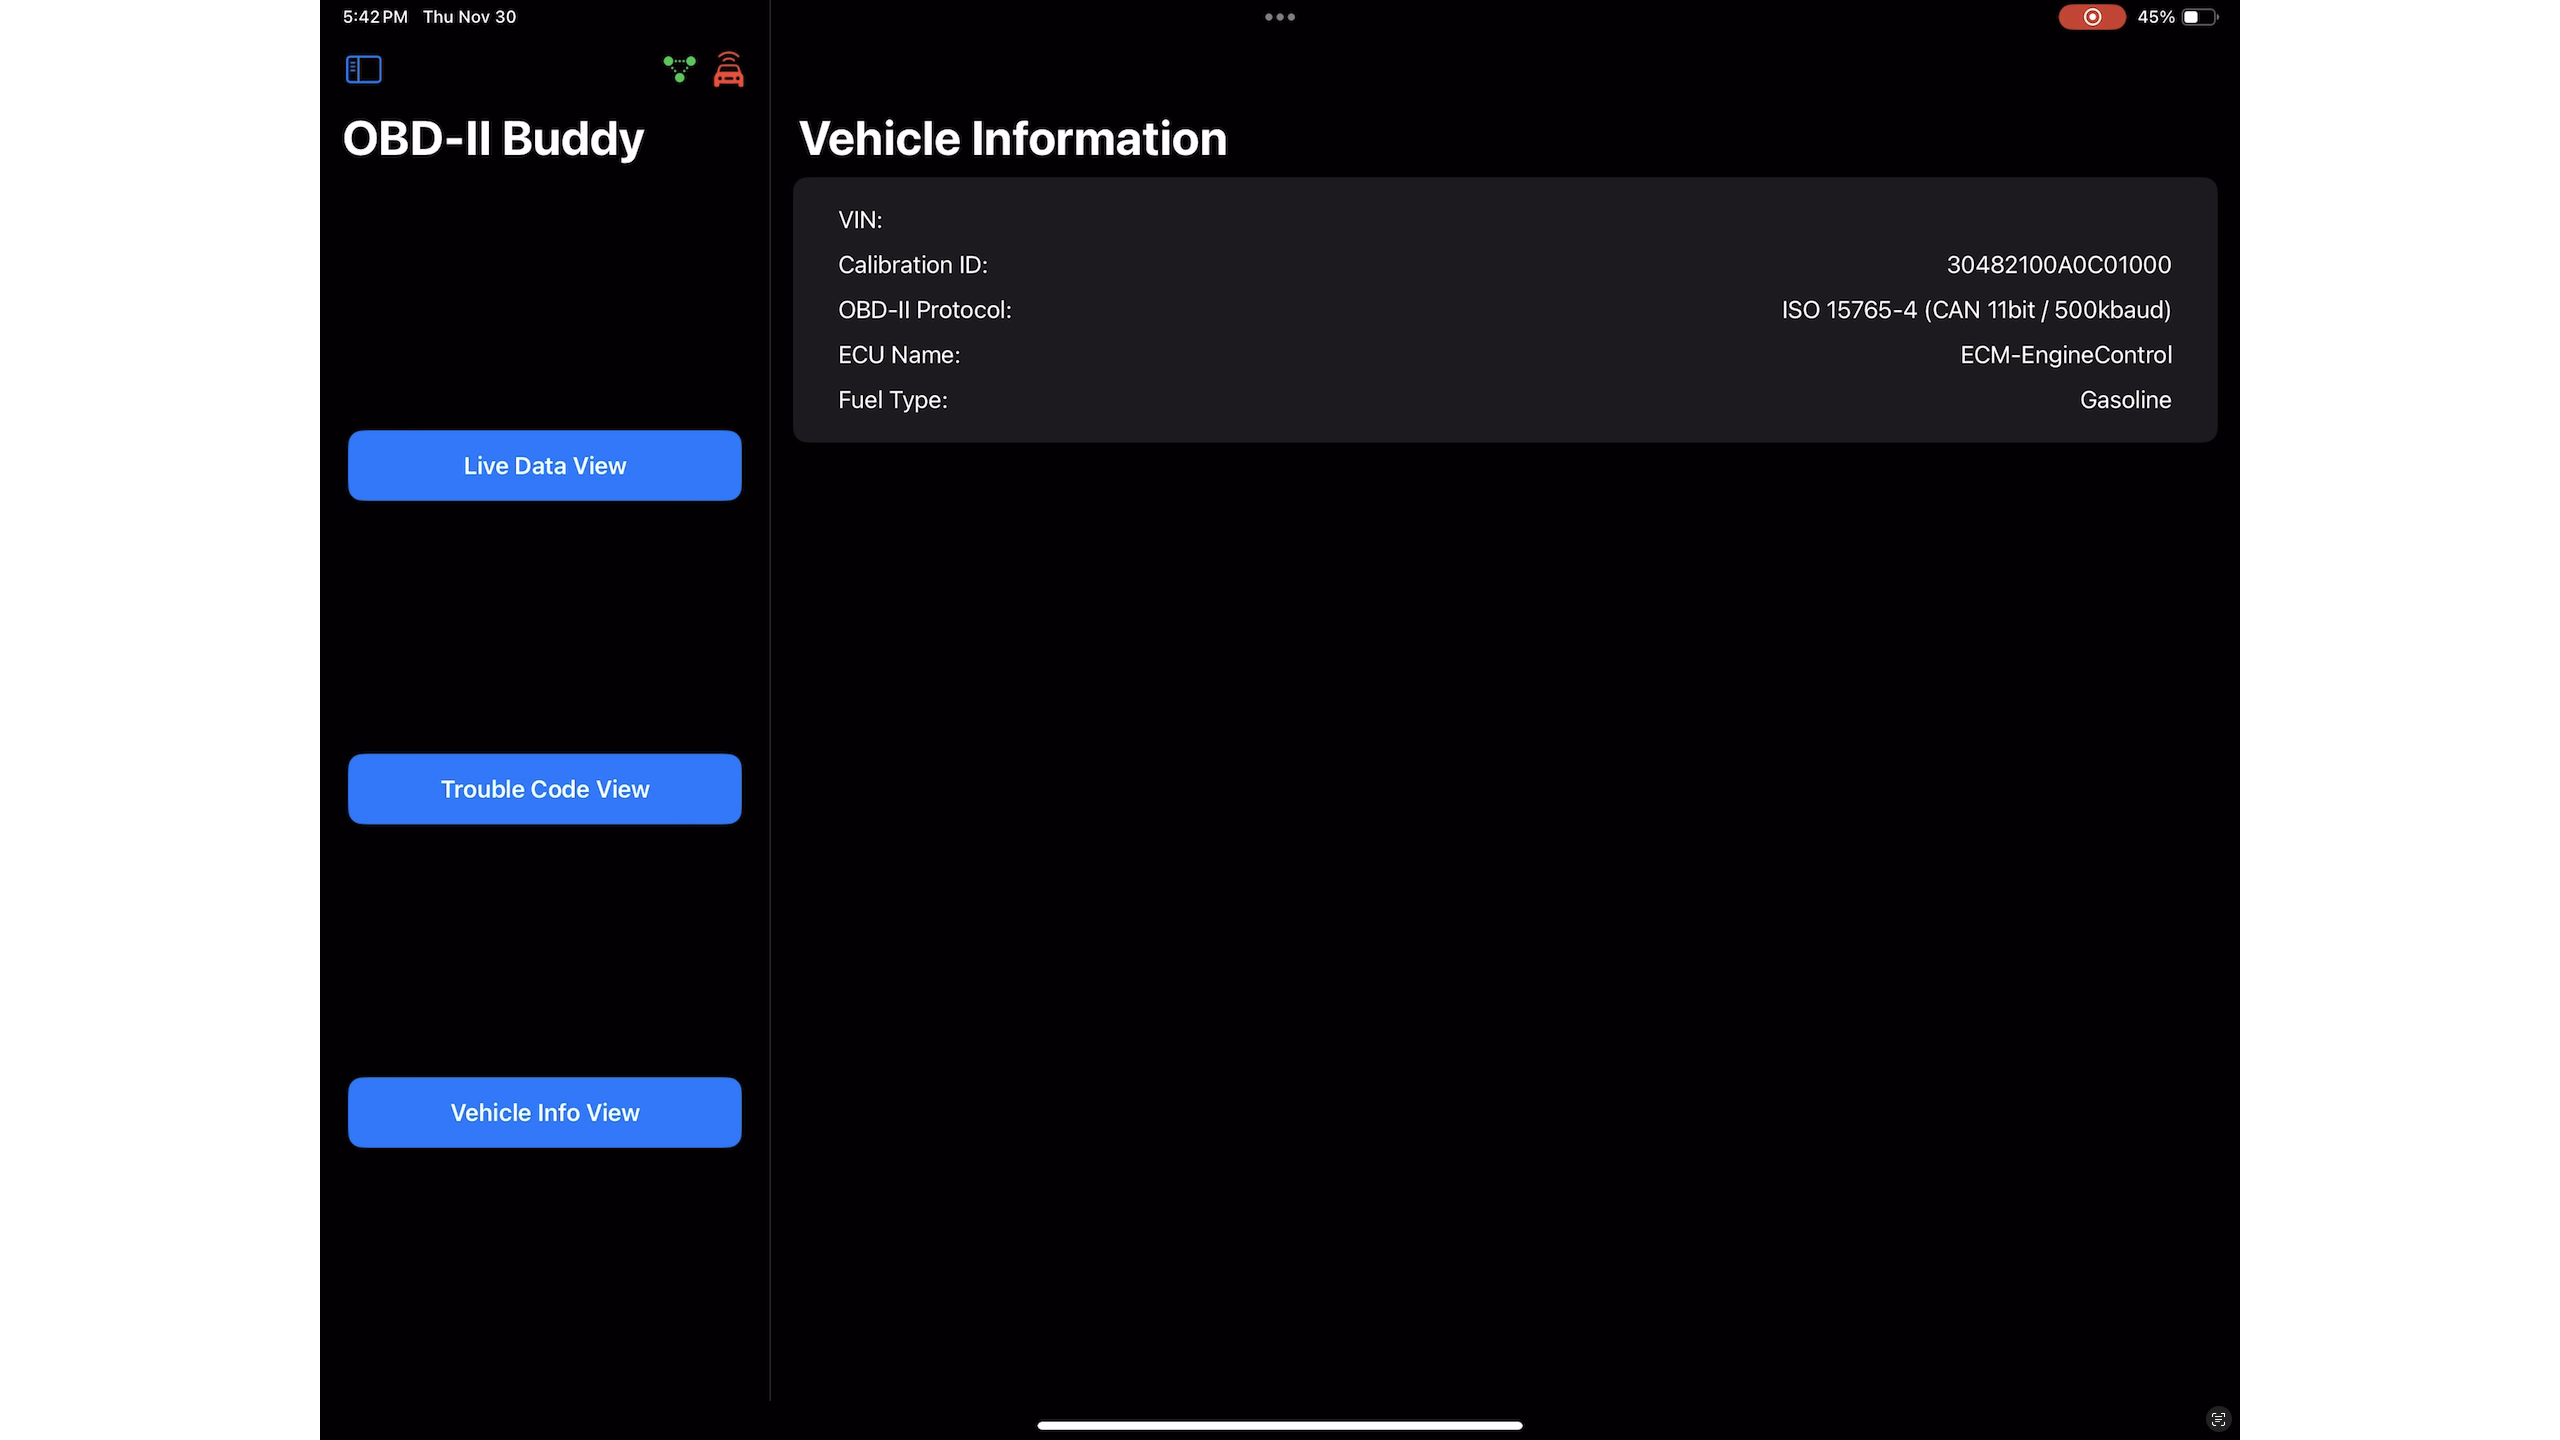 5:42 PM Thu Nov 30
45%
OBD-II Buddy
Live Data View
Trouble Code View
Vehicle Info View
Vehicle Information
VIN:
Calibration ID: 30482100A0C01000
OBD-II Protocol: ISO 15765-4 (CAN 11bit / 500kbaud)
ECU Name: ECM-EngineControl
Fuel Type: Gasoline